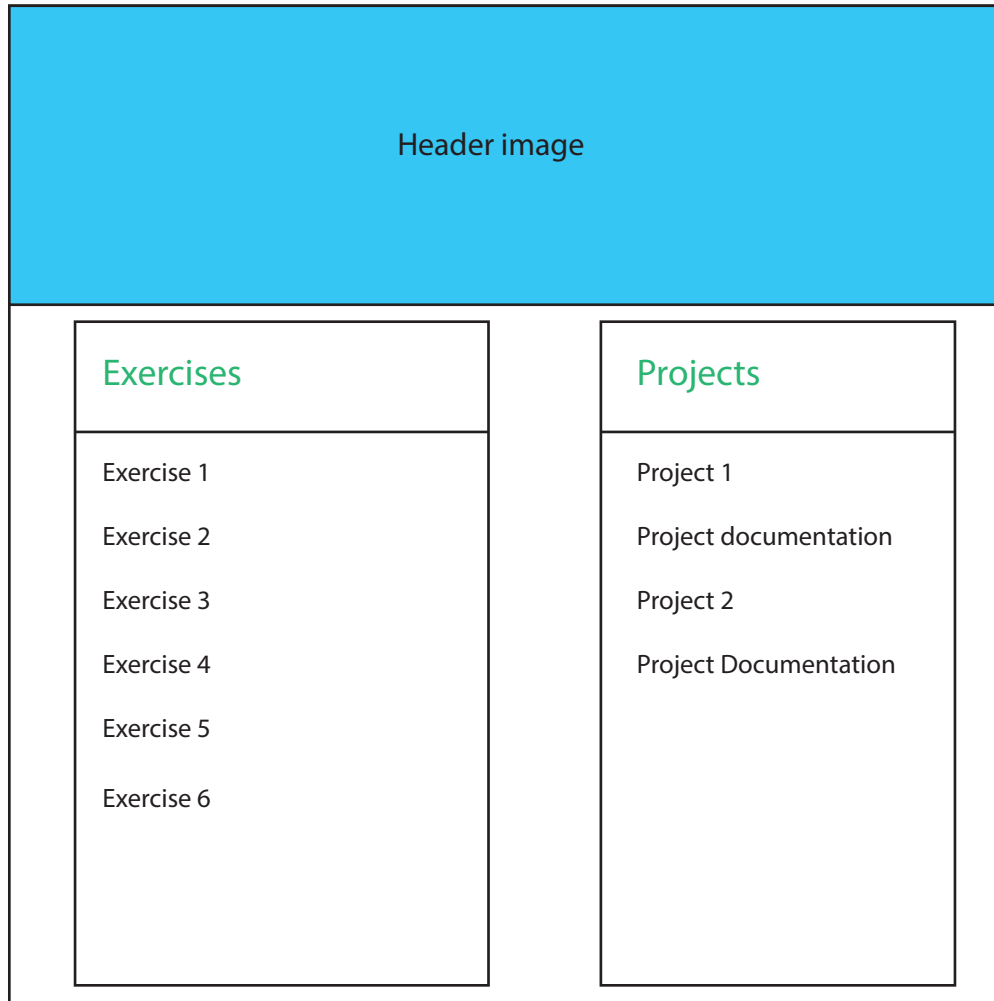 Header image
Exercises
Exercise 1
Exercise 2
Exercise 3
Exercise 4
Exercise 5
Exercise 6
Projects
Project 1
Project documentation
Project 2
Project Documentation